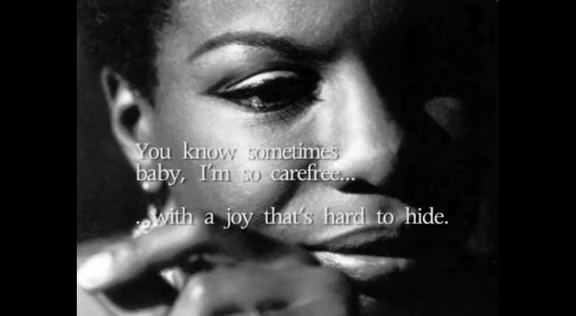 You know sometimes
baby, I'm so carefree...
...with a joy that's hard to hide.